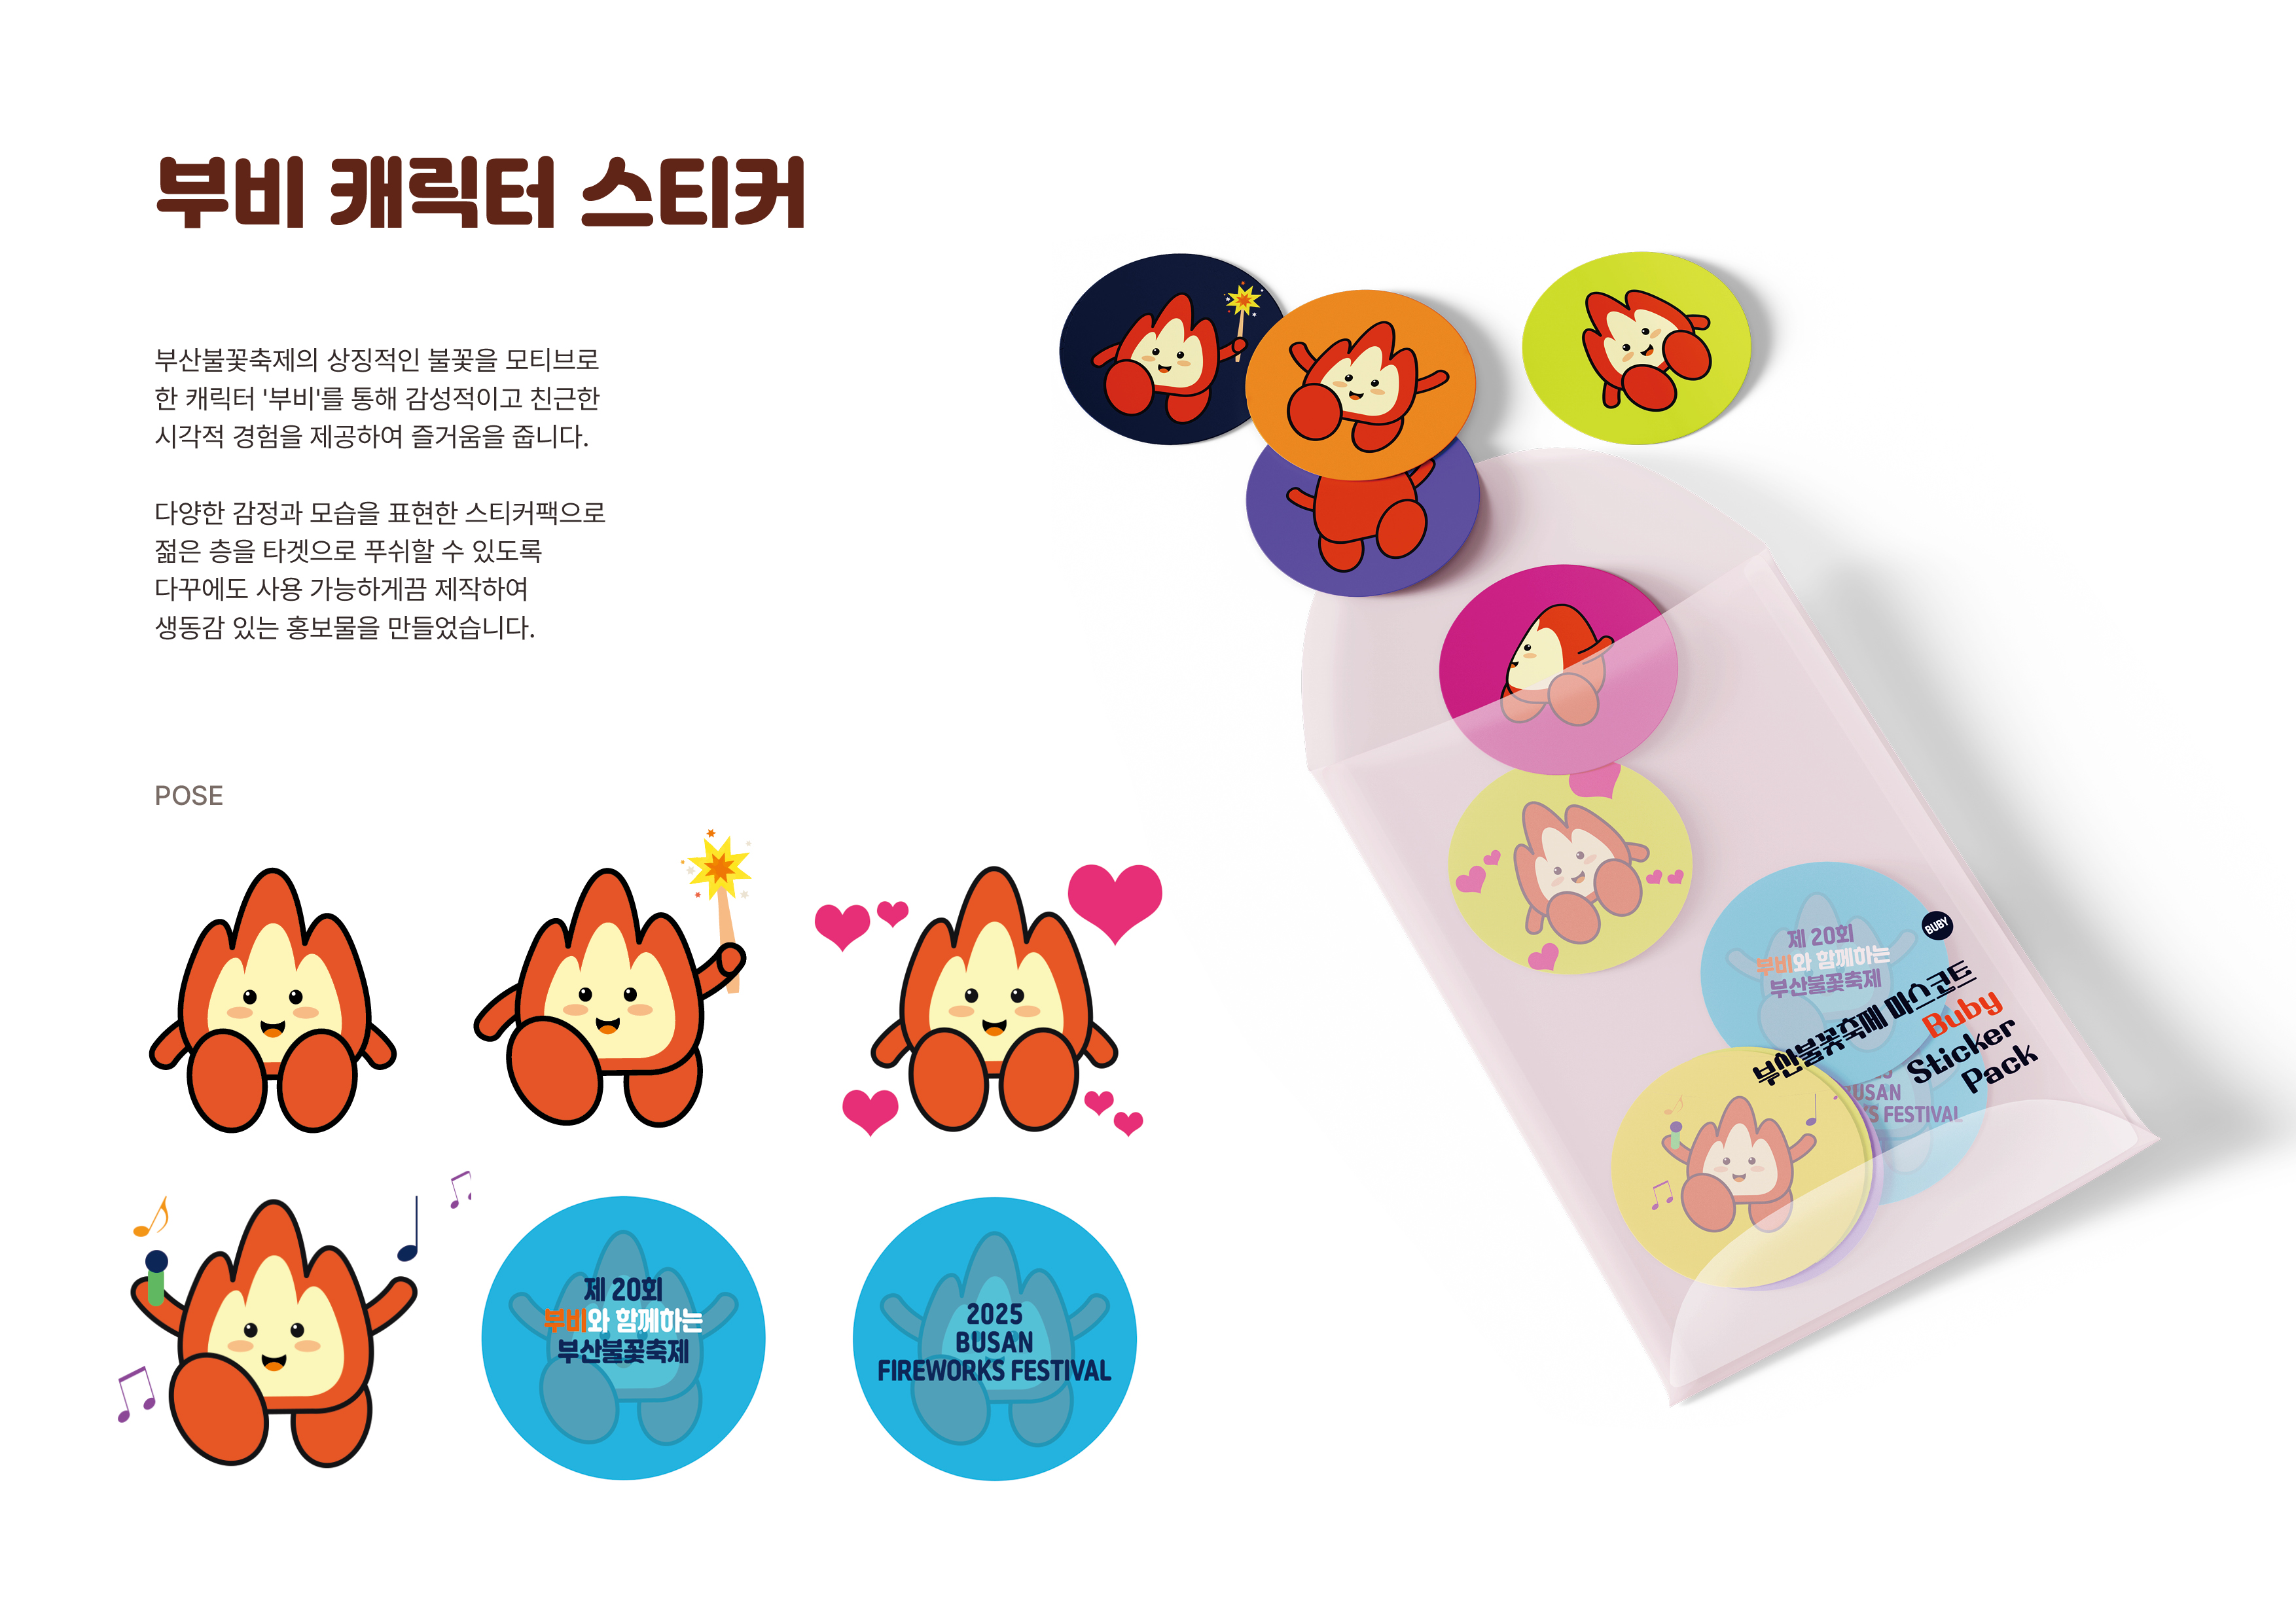 부비 캐릭터 스티커
부산불꽃축제의 상징적인 불꽃을 모티브로
한 캐릭터 '부비'를 통해 감성적이고 친근한
시각적 경험을 제공하여 즐거움을 줍니다.
다양한 감정과 모습을 표현한 스티커팩으로
젊은 층을 타겟으로 푸쉬할 수 있도록
다꾸에도 사용 가능하게끔 제작하여
생동감 있는 홍보물을 만들었습니다.
POSE
제 20회
부비와 함께하는
부산불꽃축제
2025
BUSAN
FIREWORKS FESTIVAL
BUBY
제 20회
부비와 함께하는
부산불꽃축제
부산불꽃축제 마스코트
Buby
Sticker
Pack
BUSAN
FESTIVAL